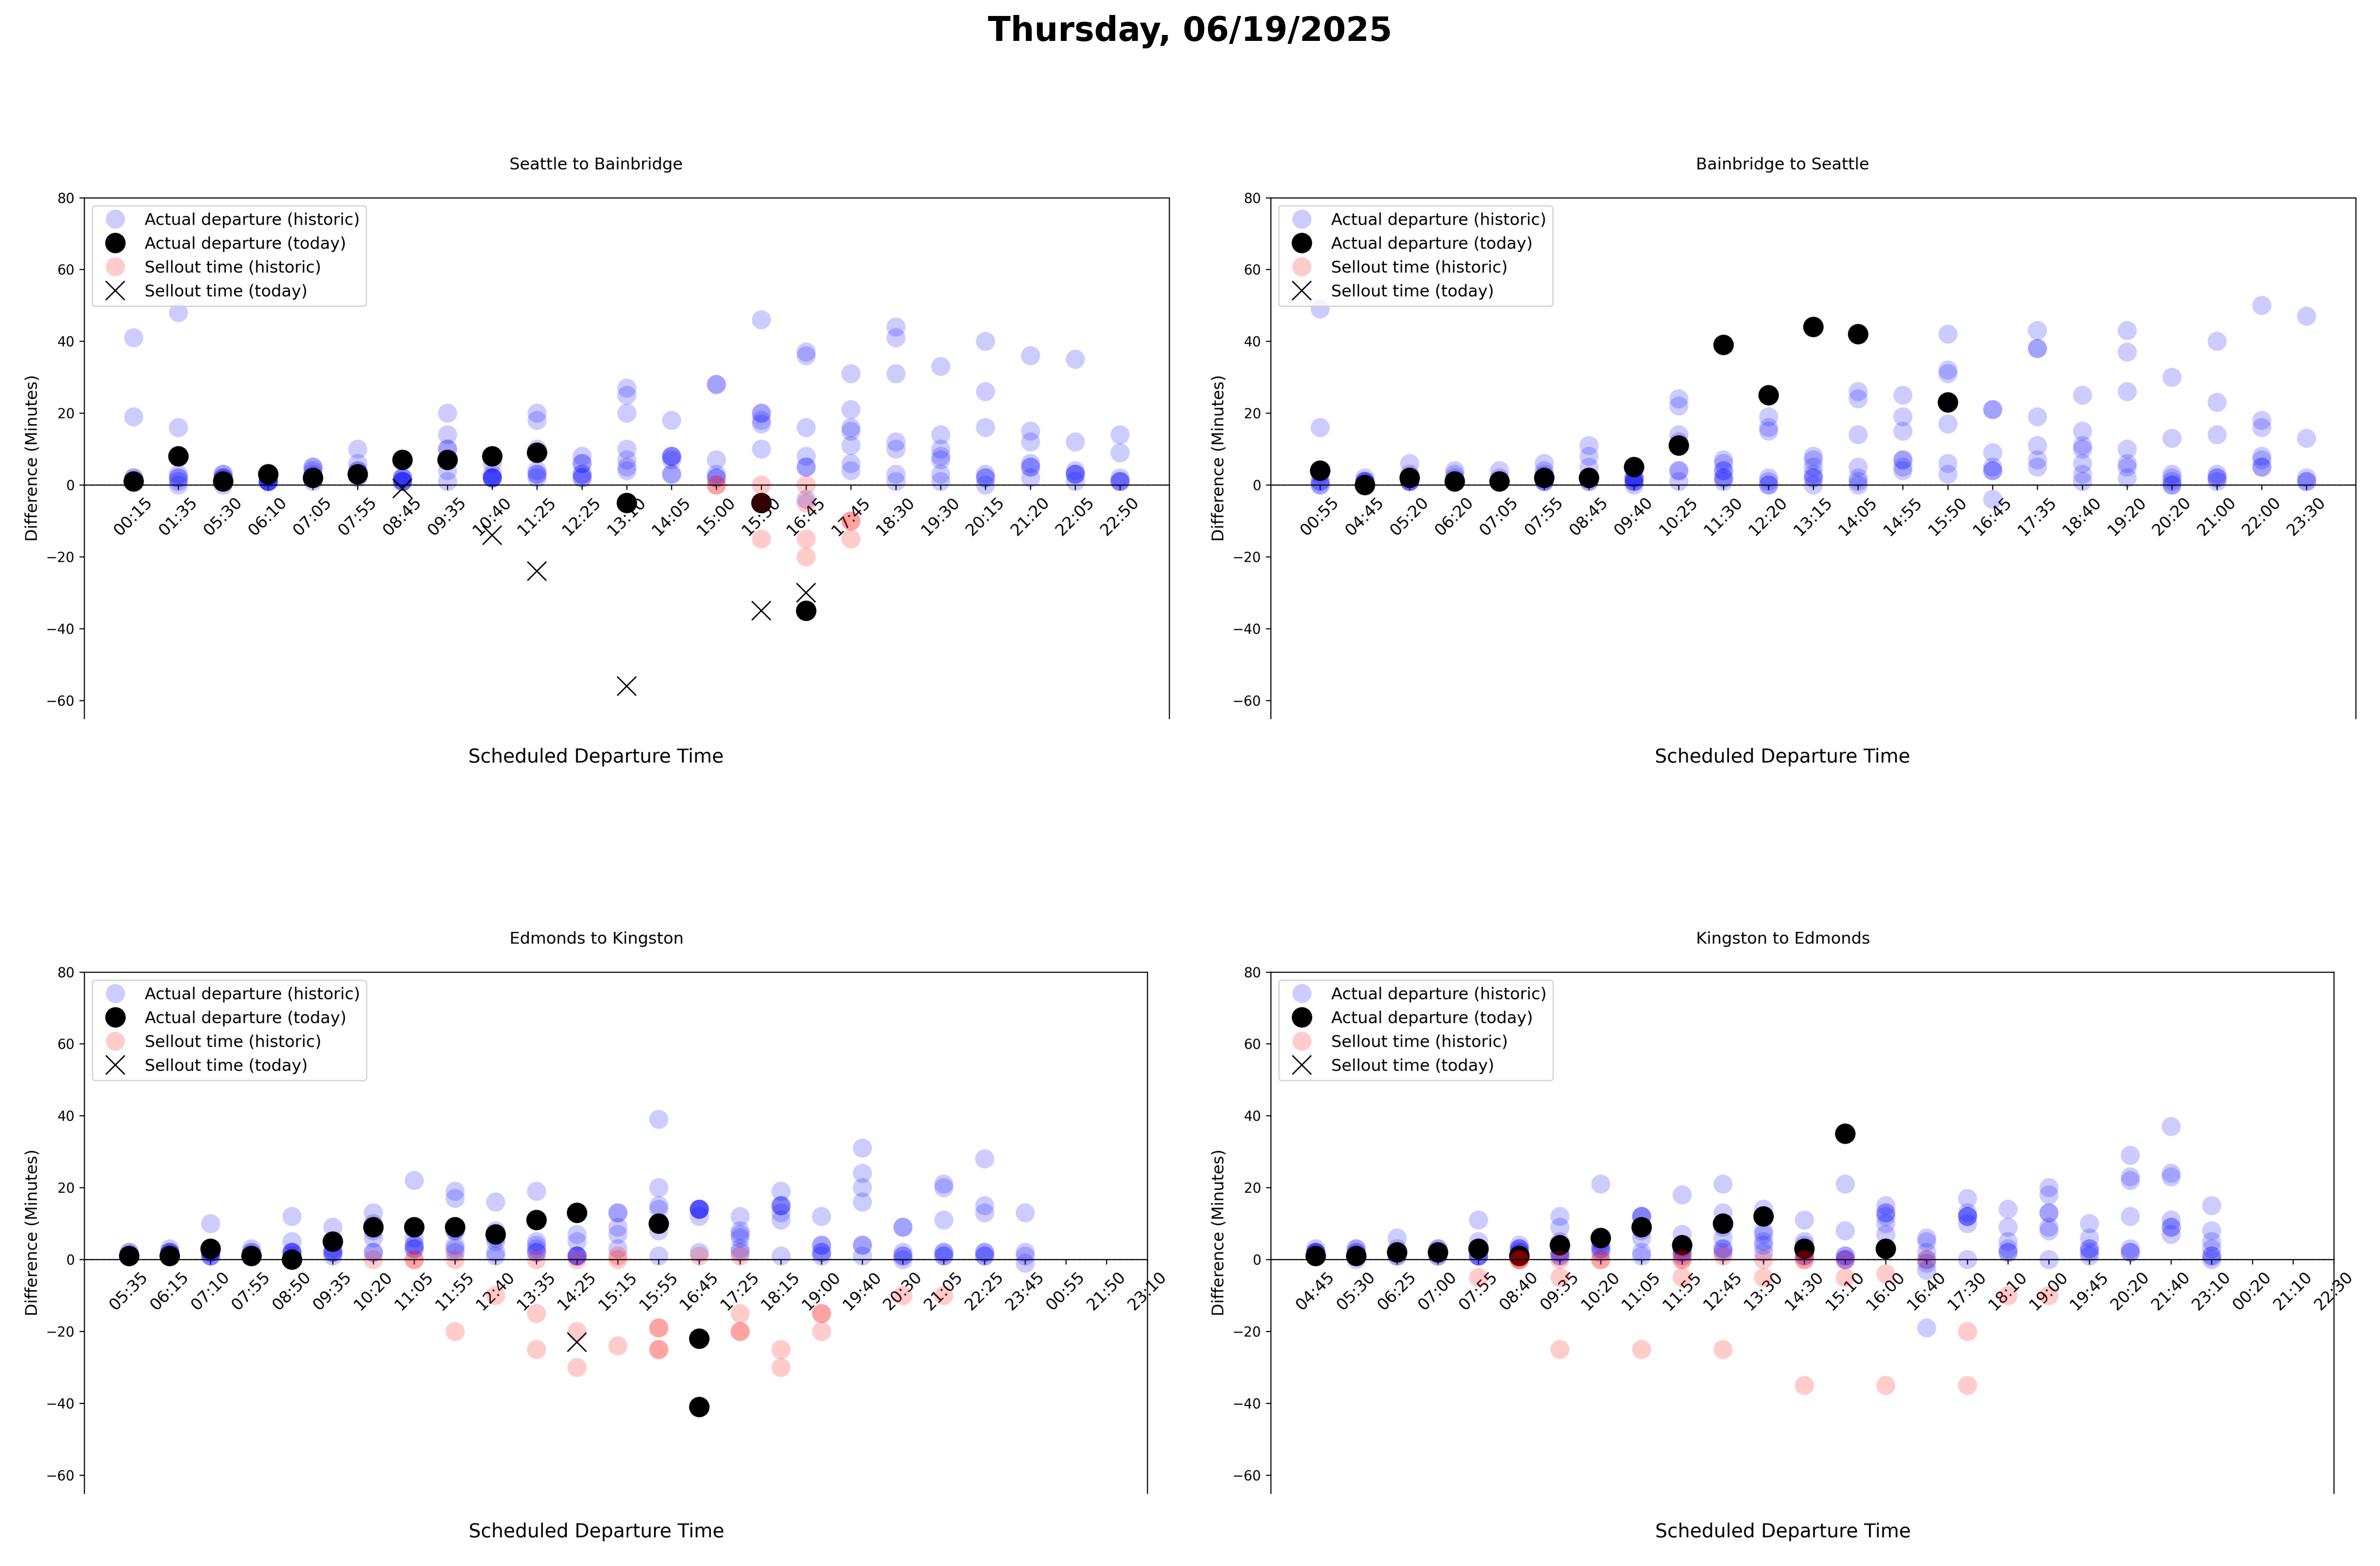 Thursday, 06/19/2025
Seattle to Bainbridge
Difference (Minutes)
80
60
40
20
0
−20
−40
−60
Actual departure (historic)
Actual departure (today)
Sellout time (historic)
Sellout time (today)
00:15 01:35 05:30 06:10 07:05 07:55 08:45 09:35 10:40 11:25 12:25 13:10 14:05 15:00 15:30 16:45 17:45 18:30 19:30 20:15 21:20 22:05 22:50
Scheduled Departure Time
Bainbridge to Seattle
Difference (Minutes)
80
60
40
20
0
−20
−40
−60
Actual departure (historic)
Actual departure (today)
Sellout time (historic)
Sellout time (today)
00:55 04:45 05:20 06:20 07:05 07:55 08:45 09:40 10:25 11:30 12:20 13:15 14:05 14:55 15:50 16:45 17:35 18:40 19:20 20:20 21:00 22:00 23:30
Scheduled Departure Time
Edmonds to Kingston
Difference (Minutes)
80
60
40
20
0
−20
−40
−60
Actual departure (historic)
Actual departure (today)
Sellout time (historic)
Sellout time (today)
05:35 06:15 07:10 07:55 08:50 09:35 10:20 11:05 11:55 12:40 13:35 14:25 15:15 15:55 16:45 17:25 18:15 19:00 19:40 20:30 21:05 22:25 23:45 00:55 21:50 23:10
Scheduled Departure Time
Kingston to Edmonds
Difference (Minutes)
80
60
40
20
0
−20
−40
−60
Actual departure (historic)
Actual departure (today)
Sellout time (historic)
Sellout time (today)
04:45 05:30 06:25 07:00 07:55 08:40 09:35 10:20 11:05 11:55 12:45 13:30 14:30 15:10 16:00 16:40 17:30 18:10 19:00 19:45 20:20 21:40 23:10 00:20 21:10 22:30
Scheduled Departure Time